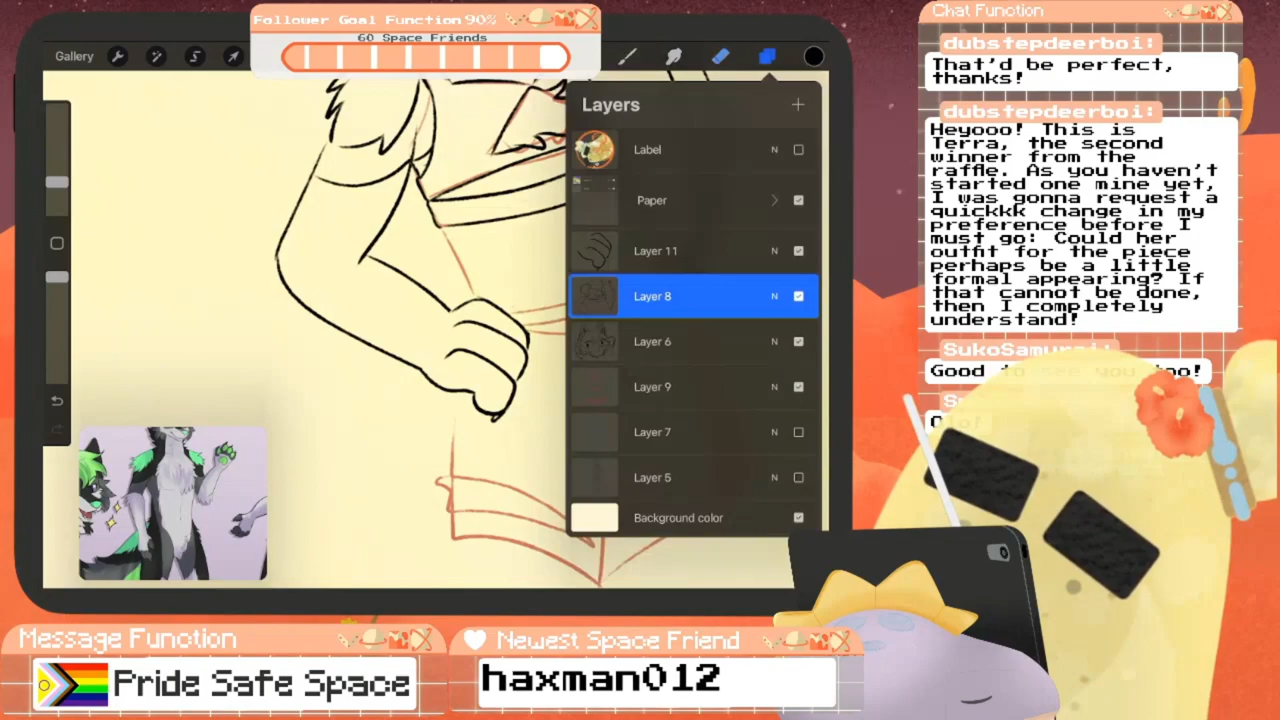 Follower Goal Function 90%
60 Space Friends
Gallery
Layers
Label N
Paper
Layer 11 N
Layer 8 N
Layer 6 N
Layer 9 N
Layer 7 N
Layer 5 N
Background color
Chat Function
dubstepdeerboi:
That'd be perfect,
thanks!
dubstepdeerboi:
Heyooo! This is
Terra, the second
winner from the
raffle. As you haven't
started one mine yet,
I was gonna request a
quickkk change in my
preference before I
must go: Could her
outfit for the piece
perhaps be a little
formal appearing? If
that cannot be done,
then I completely
understand!
SukoSamurai:
Good to see you too!
Message Function
Pride Safe Space
Newest Space Friend
haxman012